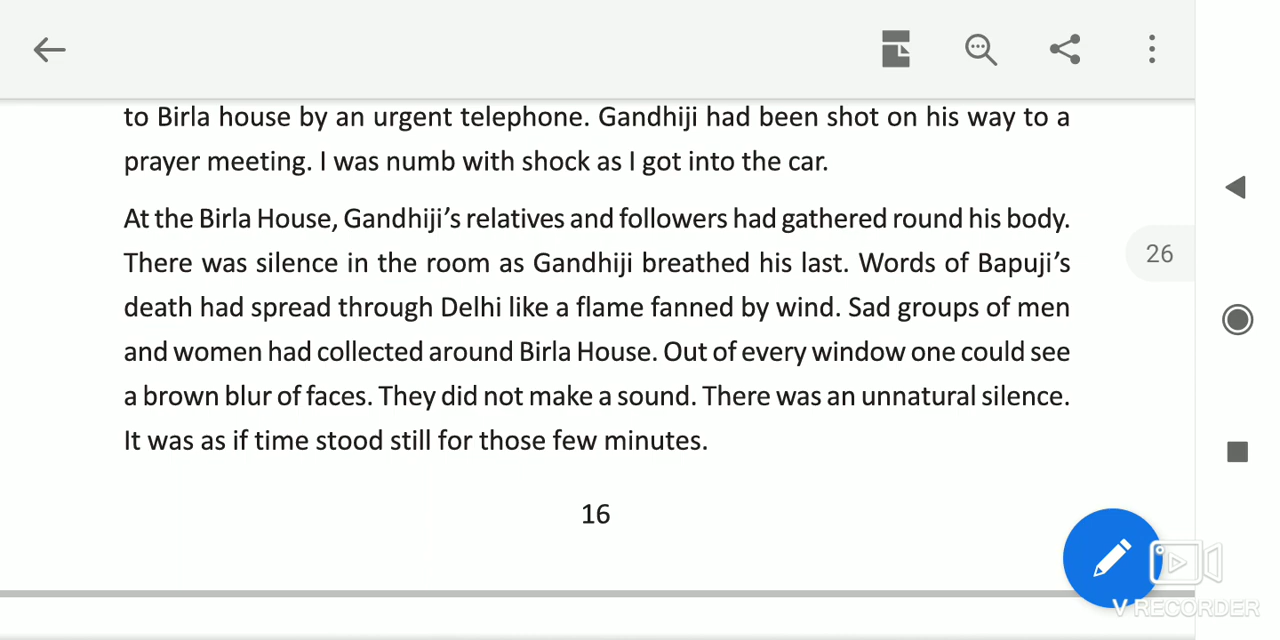 to Birla house by an urgent telephone. Gandhiji had been shot on his way to a
prayer meeting. I was numb with shock as I got into the car.
At the Birla House, Gandhiji’s relatives and followers had gathered round his body.
There was silence in the room as Gandhiji breathed his last. Words of Bapuji’s
death had spread through Delhi like a flame fanned by wind. Sad groups of men
and women had collected around Birla House. Out of every window one could see
a brown blur of faces. They did not make a sound. There was an unnatural silence.
It was as if time stood still for those few minutes.
16
26
V RECORDER